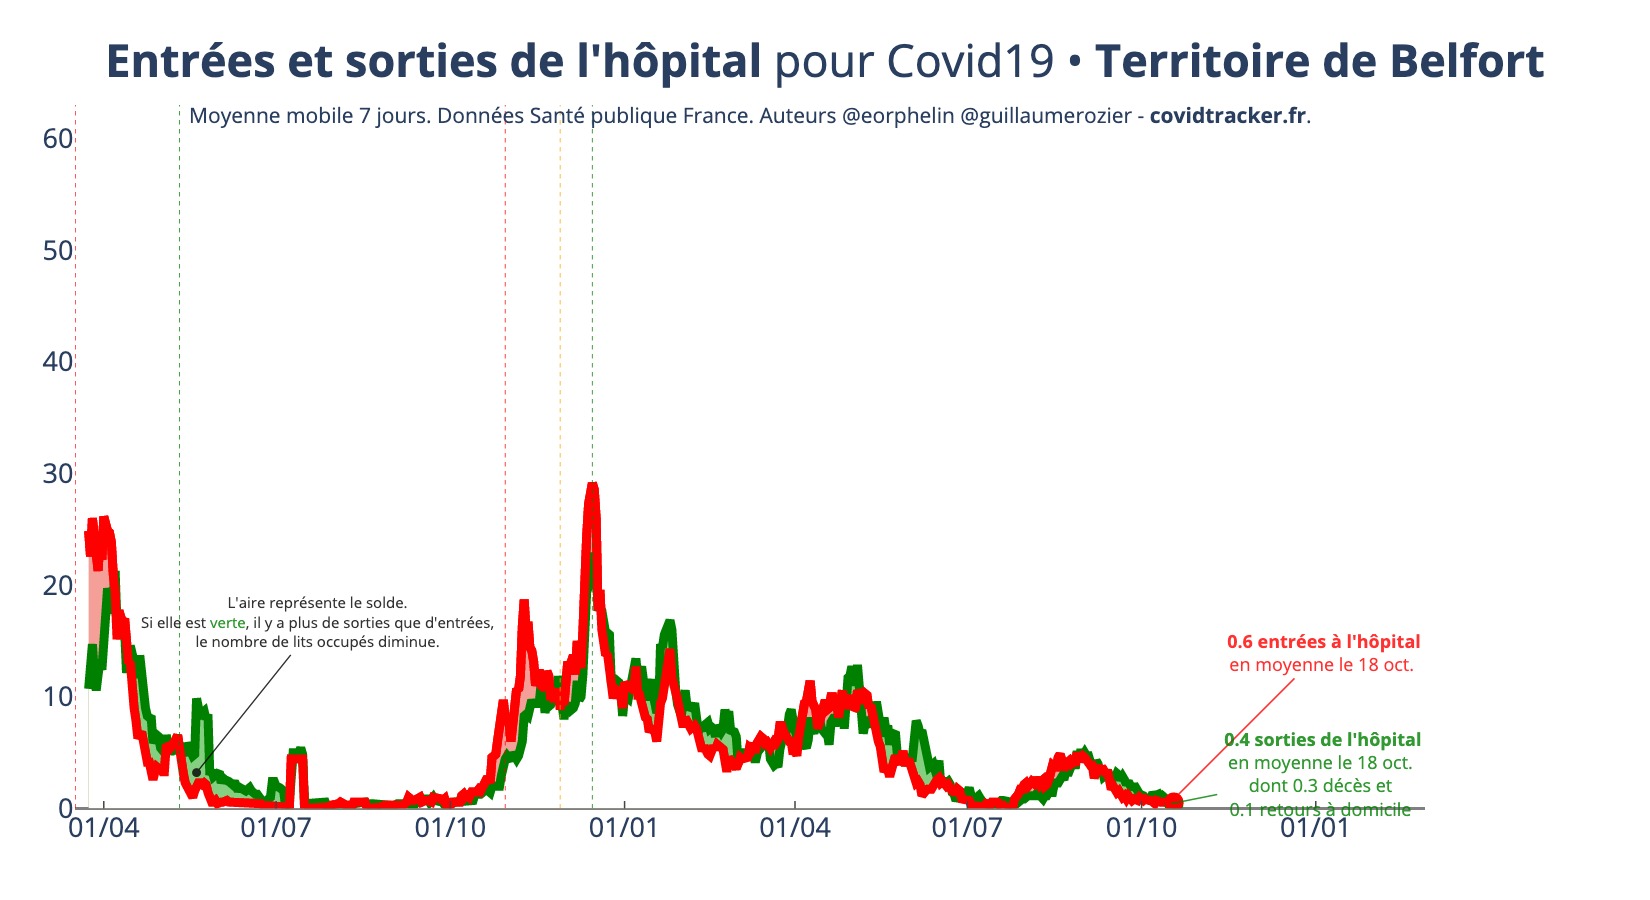 Entrées et sorties de l'hôpital pour Covid19 • Territoire de Belfort
Moyenne mobile 7 jours. Données Santé publique France. Auteurs @eorphelin @guillaumerozier - covidtracker.fr.
60
50
40
30
20
10
0
L'aire représente le solde.
Si elle est verte, il y a plus de sorties que d'entrées,
le nombre de lits occupés diminue.
0.6 entrées à l'hôpital
en moyenne le 18 oct.
0.4 sorties de l'hôpital
en moyenne le 18 oct.
dont 0.3 décès et
0.1 retours à domicile
01/04 01/07 01/10 01/01 01/04 01/07 01/10 01/01